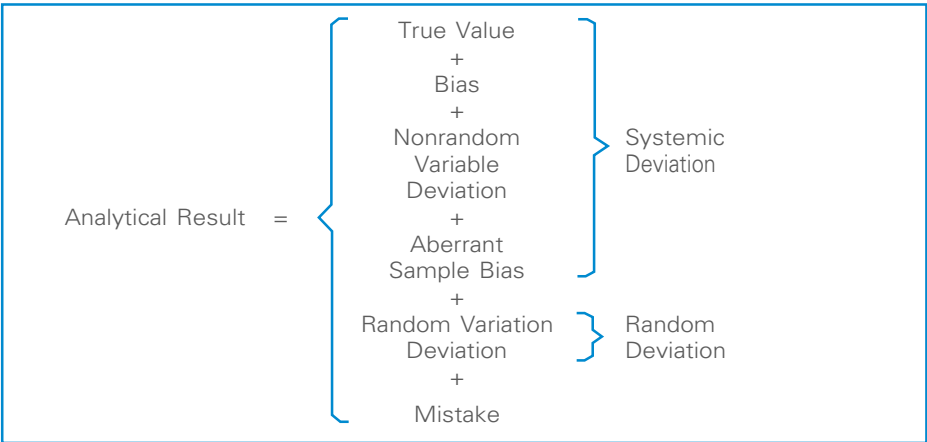 True Value
+
Bias
+
Nonrandom
Variable
Deviation
+
Aberrant
Sample Bias
+
Random Variation
Deviation
+
Mistake
Analytical Result =
Systemic
Deviation
Random
Deviation